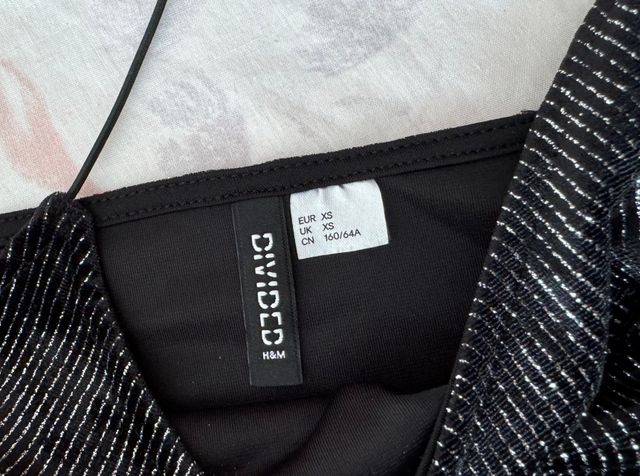 DIVIDED
H&M
EUR XS
UK XS
CN 160/64A